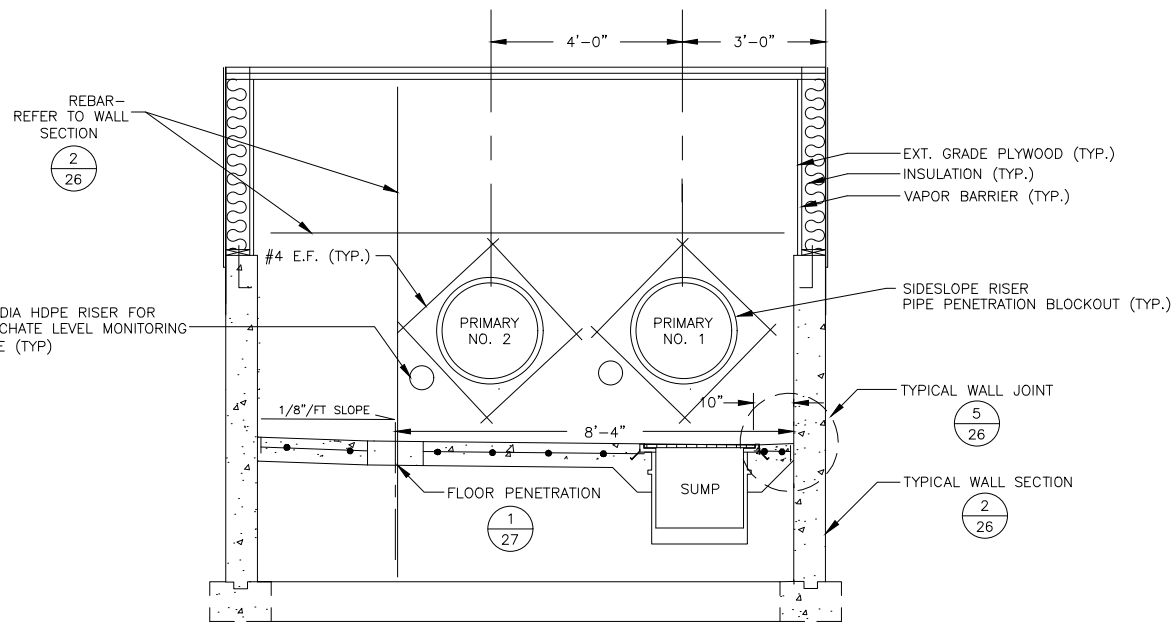 4'-0"
3'-0"
REBAR-
REFER TO WALL
SECTION
2
26
EXT. GRADE PLYWOOD (TYP.)
INSULATION (TYP.)
VAPOR BARRIER (TYP.)
#4 E.F. (TYP.)
SIDESLOPE RISER
PIPE PENETRATION BLOCKOUT (TYP.)
DIA HDPE RISER FOR
CHATE LEVEL MONITORING
E (TYP)
PRIMARY
NO. 2
PRIMARY
NO. 1
10"
TYPICAL WALL JOINT
5
26
1/8"/FT SLOPE
8'-4"
FLOOR PENETRATION
1
27
SUMP
TYPICAL WALL SECTION
2
26